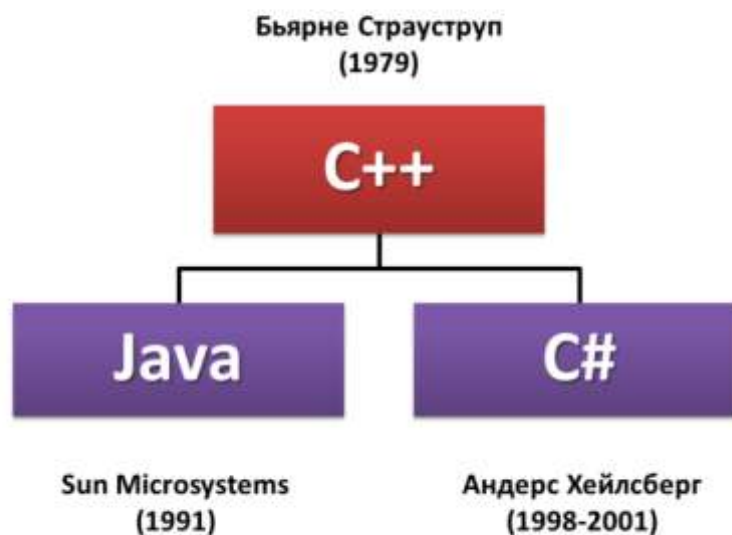 Бьярне Страуструп
(1979)
C++
Java
C#
Sun Microsystems
(1991)
Андерс Хейлсберг
(1998-2001)